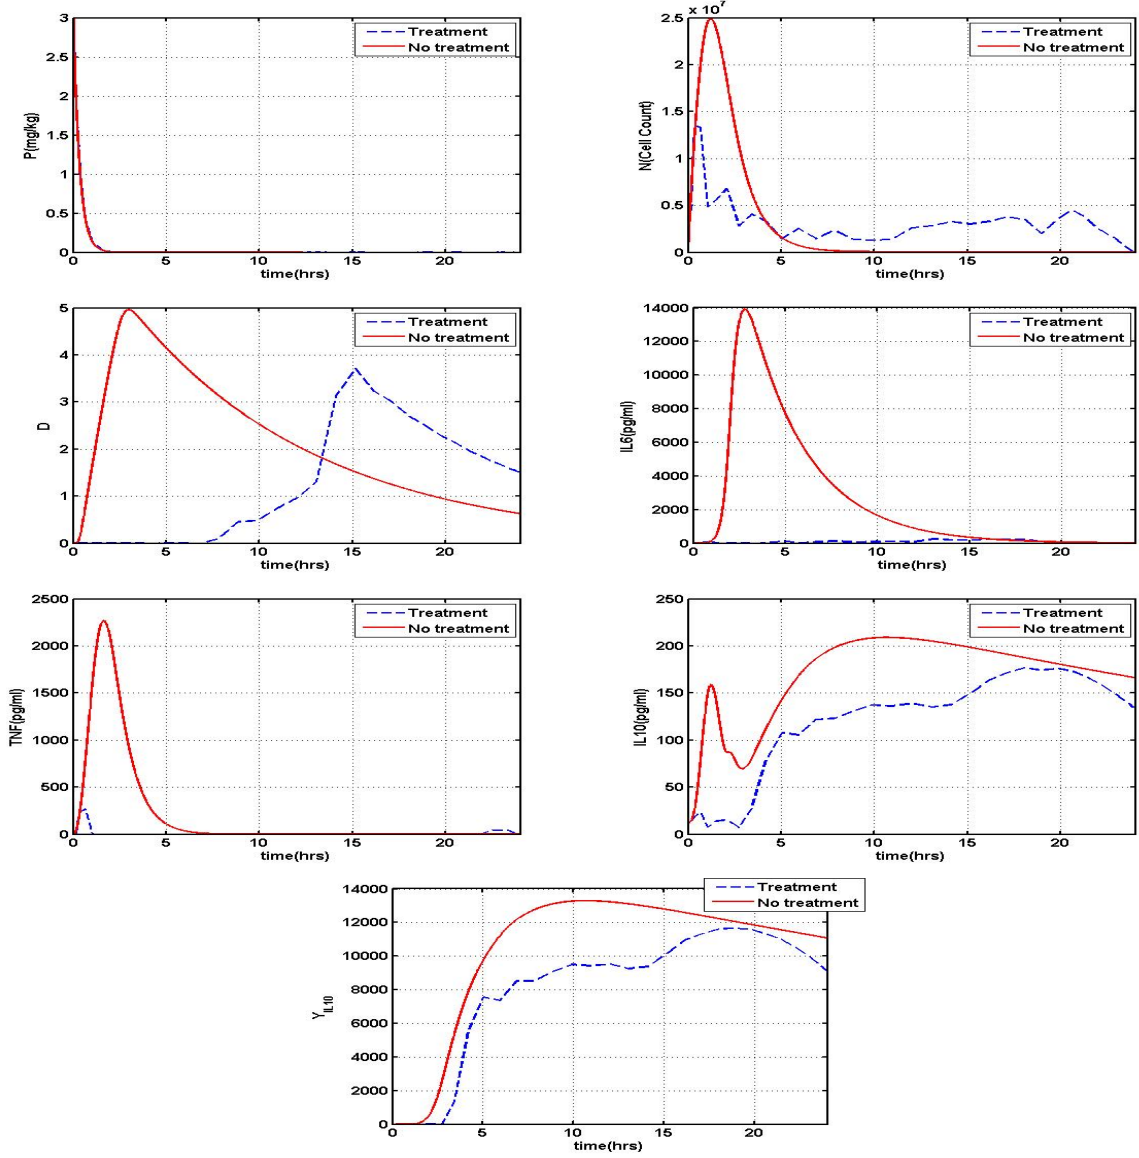 3
2.5
2
1.5
1
0.5
0
P(mg/kg)
0 5 10 15 20
time(hrs)
Treatment
No treatment
x 10^7
2.5
2
1.5
1
0.5
0
N(Cell Count)
0 5 10 15 20
time(hrs)
Treatment
No treatment
5
4
3
2
1
0
D
0 5 10 15 20
time(hrs)
Treatment
No treatment
14000
12000
10000
8000
6000
4000
2000
0
IL6(pg/ml)
0 5 10 15 20
time(hrs)
Treatment
No treatment
2500
2000
1500
1000
500
0
TNF(pg/ml)
0 5 10 15 20
time(hrs)
Treatment
No treatment
250
200
150
100
50
0
IL10(pg/ml)
0 5 10 15 20
time(hrs)
Treatment
No treatment
14000
12000
10000
8000
6000
4000
2000
0
Y_IL10
0 5 10 15 20
time(hrs)
Treatment
No treatment